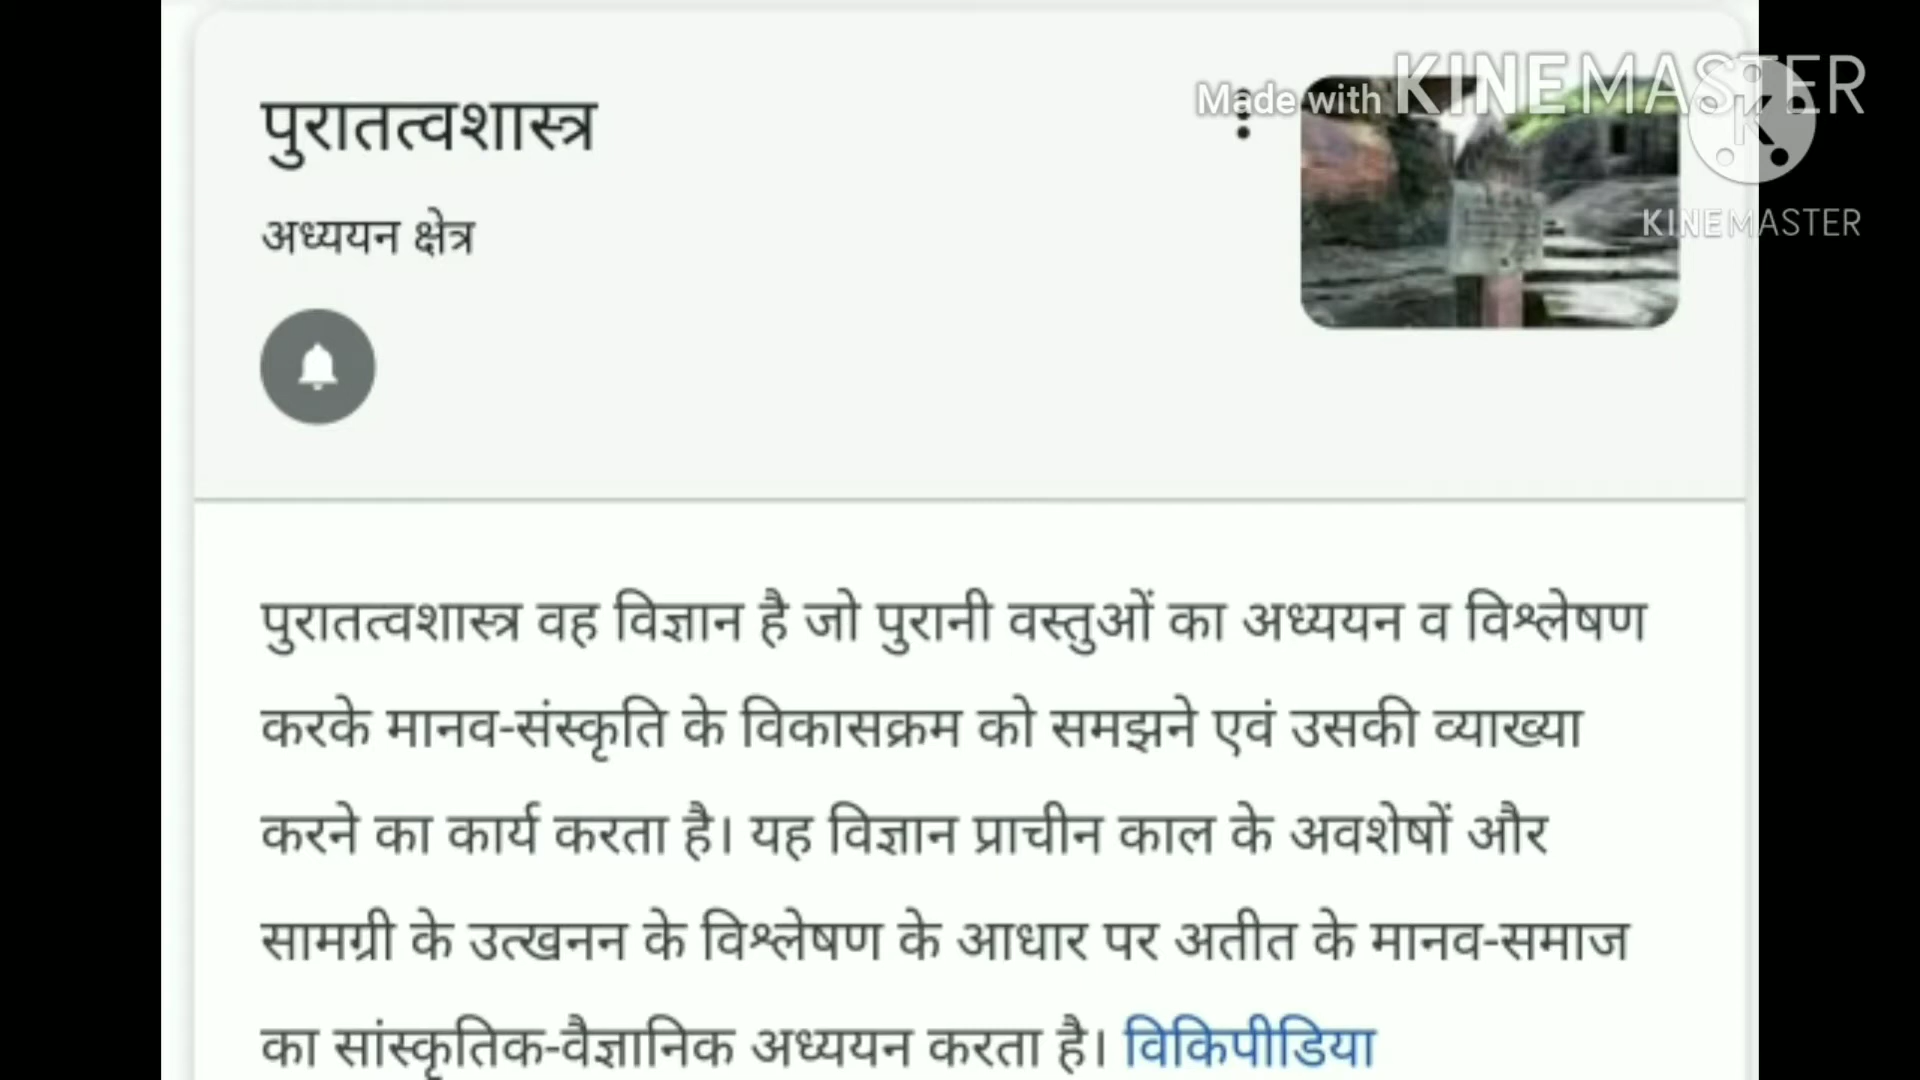 Made with KINEMASTER
KINEMASTER
पुरातत्वशास्त्र
अध्ययन क्षेत्र
पुरातत्वशास्त्र वह विज्ञान है जो पुरानी वस्तुओं का अध्ययन व विश्लेषण
करके मानव-संस्कृति के विकासक्रम को समझने एवं उसकी व्याख्या
करने का कार्य करता है। यह विज्ञान प्राचीन काल के अवशेषों और
सामग्री के उत्खनन के विश्लेषण के आधार पर अतीत के मानव-समाज
का सांस्कृतिक-वैज्ञानिक अध्ययन करता है। विकिपीडिया